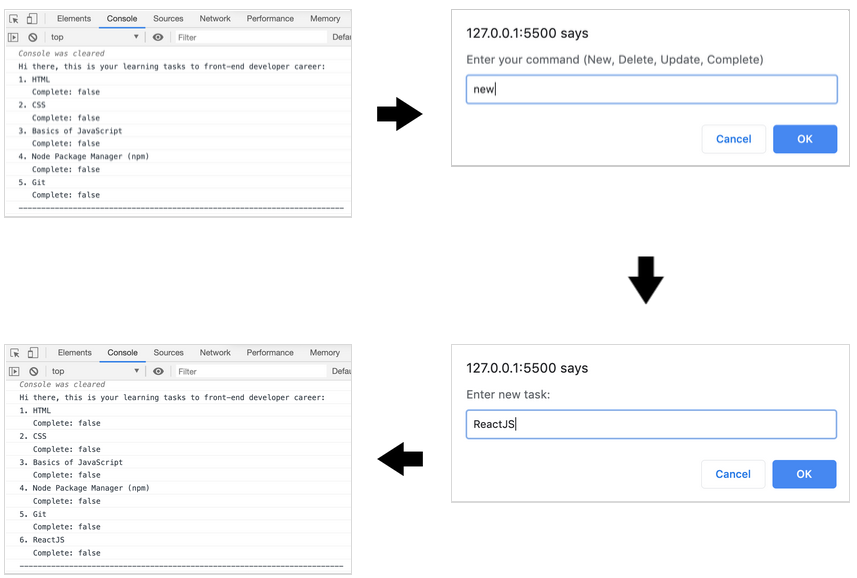 Elements Console Sources Network Performance Memory
top Filter Defau
Console was cleared
Hi there, this is your learning tasks to front-end developer career:
1. HTML
Complete: false
2. CSS
Complete: false
3. Basics of JavaScript
Complete: false
4. Node Package Manager (npm)
Complete: false
5. Git
Complete: false
--------------------------------------------------------------------------------
127.0.0.1:5500 says
Enter your command (New, Delete, Update, Complete)
new
Cancel OK
127.0.0.1:5500 says
Enter new task:
ReactJS
Cancel OK
Elements Console Sources Network Performance Memory
top Filter Defau
Console was cleared
Hi there, this is your learning tasks to front-end developer career:
1. HTML
Complete: false
2. CSS
Complete: false
3. Basics of JavaScript
Complete: false
4. Node Package Manager (npm)
Complete: false
5. Git
Complete: false
6. ReactJS
Complete: false
--------------------------------------------------------------------------------